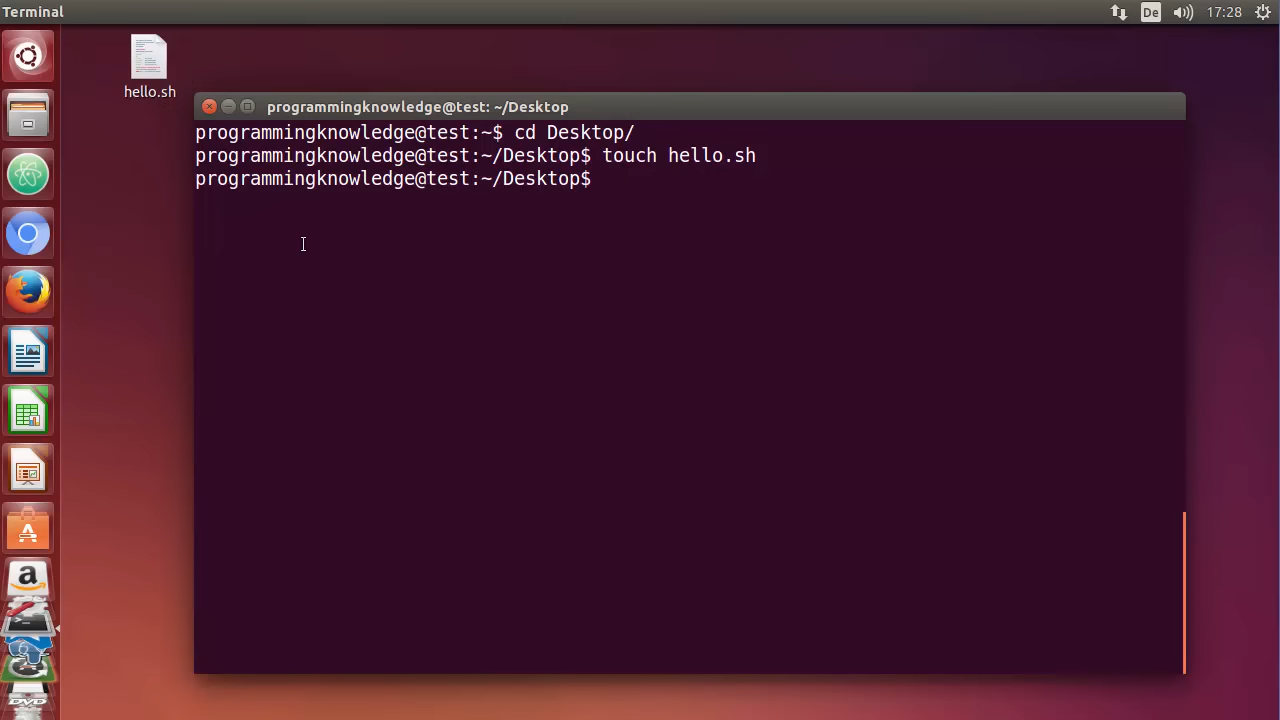 Terminal
De
17:28
hello.sh
programmingknowledge@test: ~/Desktop
programmingknowledge@test:~$ cd Desktop/
programmingknowledge@test:~/Desktop$ touch hello.sh
programmingknowledge@test:~/Desktop$
A
a
DVD